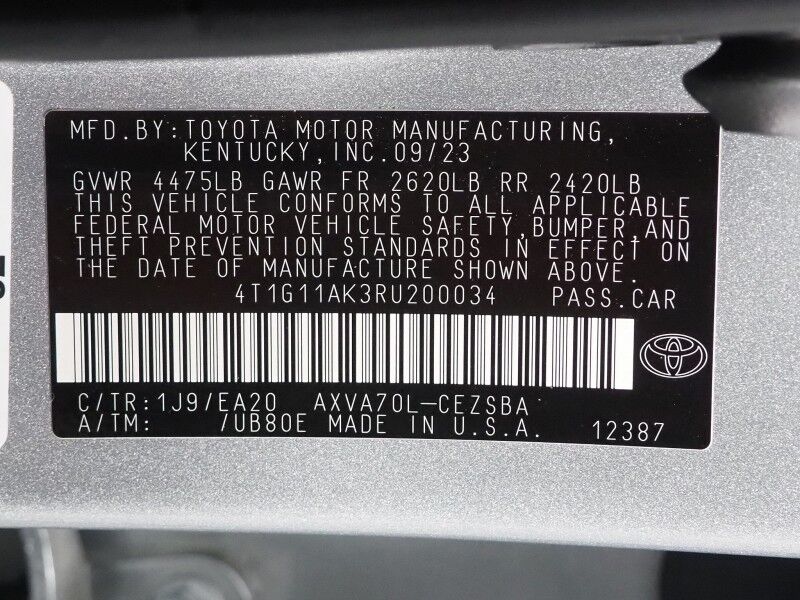 MFD.BY:TOYOTA MOTOR MANUFACTURING,
KENTUCKY,INC.09/23
GVWR 4475LB GAWR FR 2620LB RR 2420LB
THIS VEHICLE CONFORMS TO ALL APPLICABLE
FEDERAL MOTOR VEHICLE SAFETY,BUMPER,AND
THEFT PREVENTION STANDARDS IN EFFECT ON
THE DATE OF MANUFACTURE SHOWN ABOVE.
4T1G11AK3RU200034 PASS.CAR
C/TR:1J9/EA20 AXVA70L-CEZSBA
A/TM: /UB80E MADE IN U.S.A. 12387